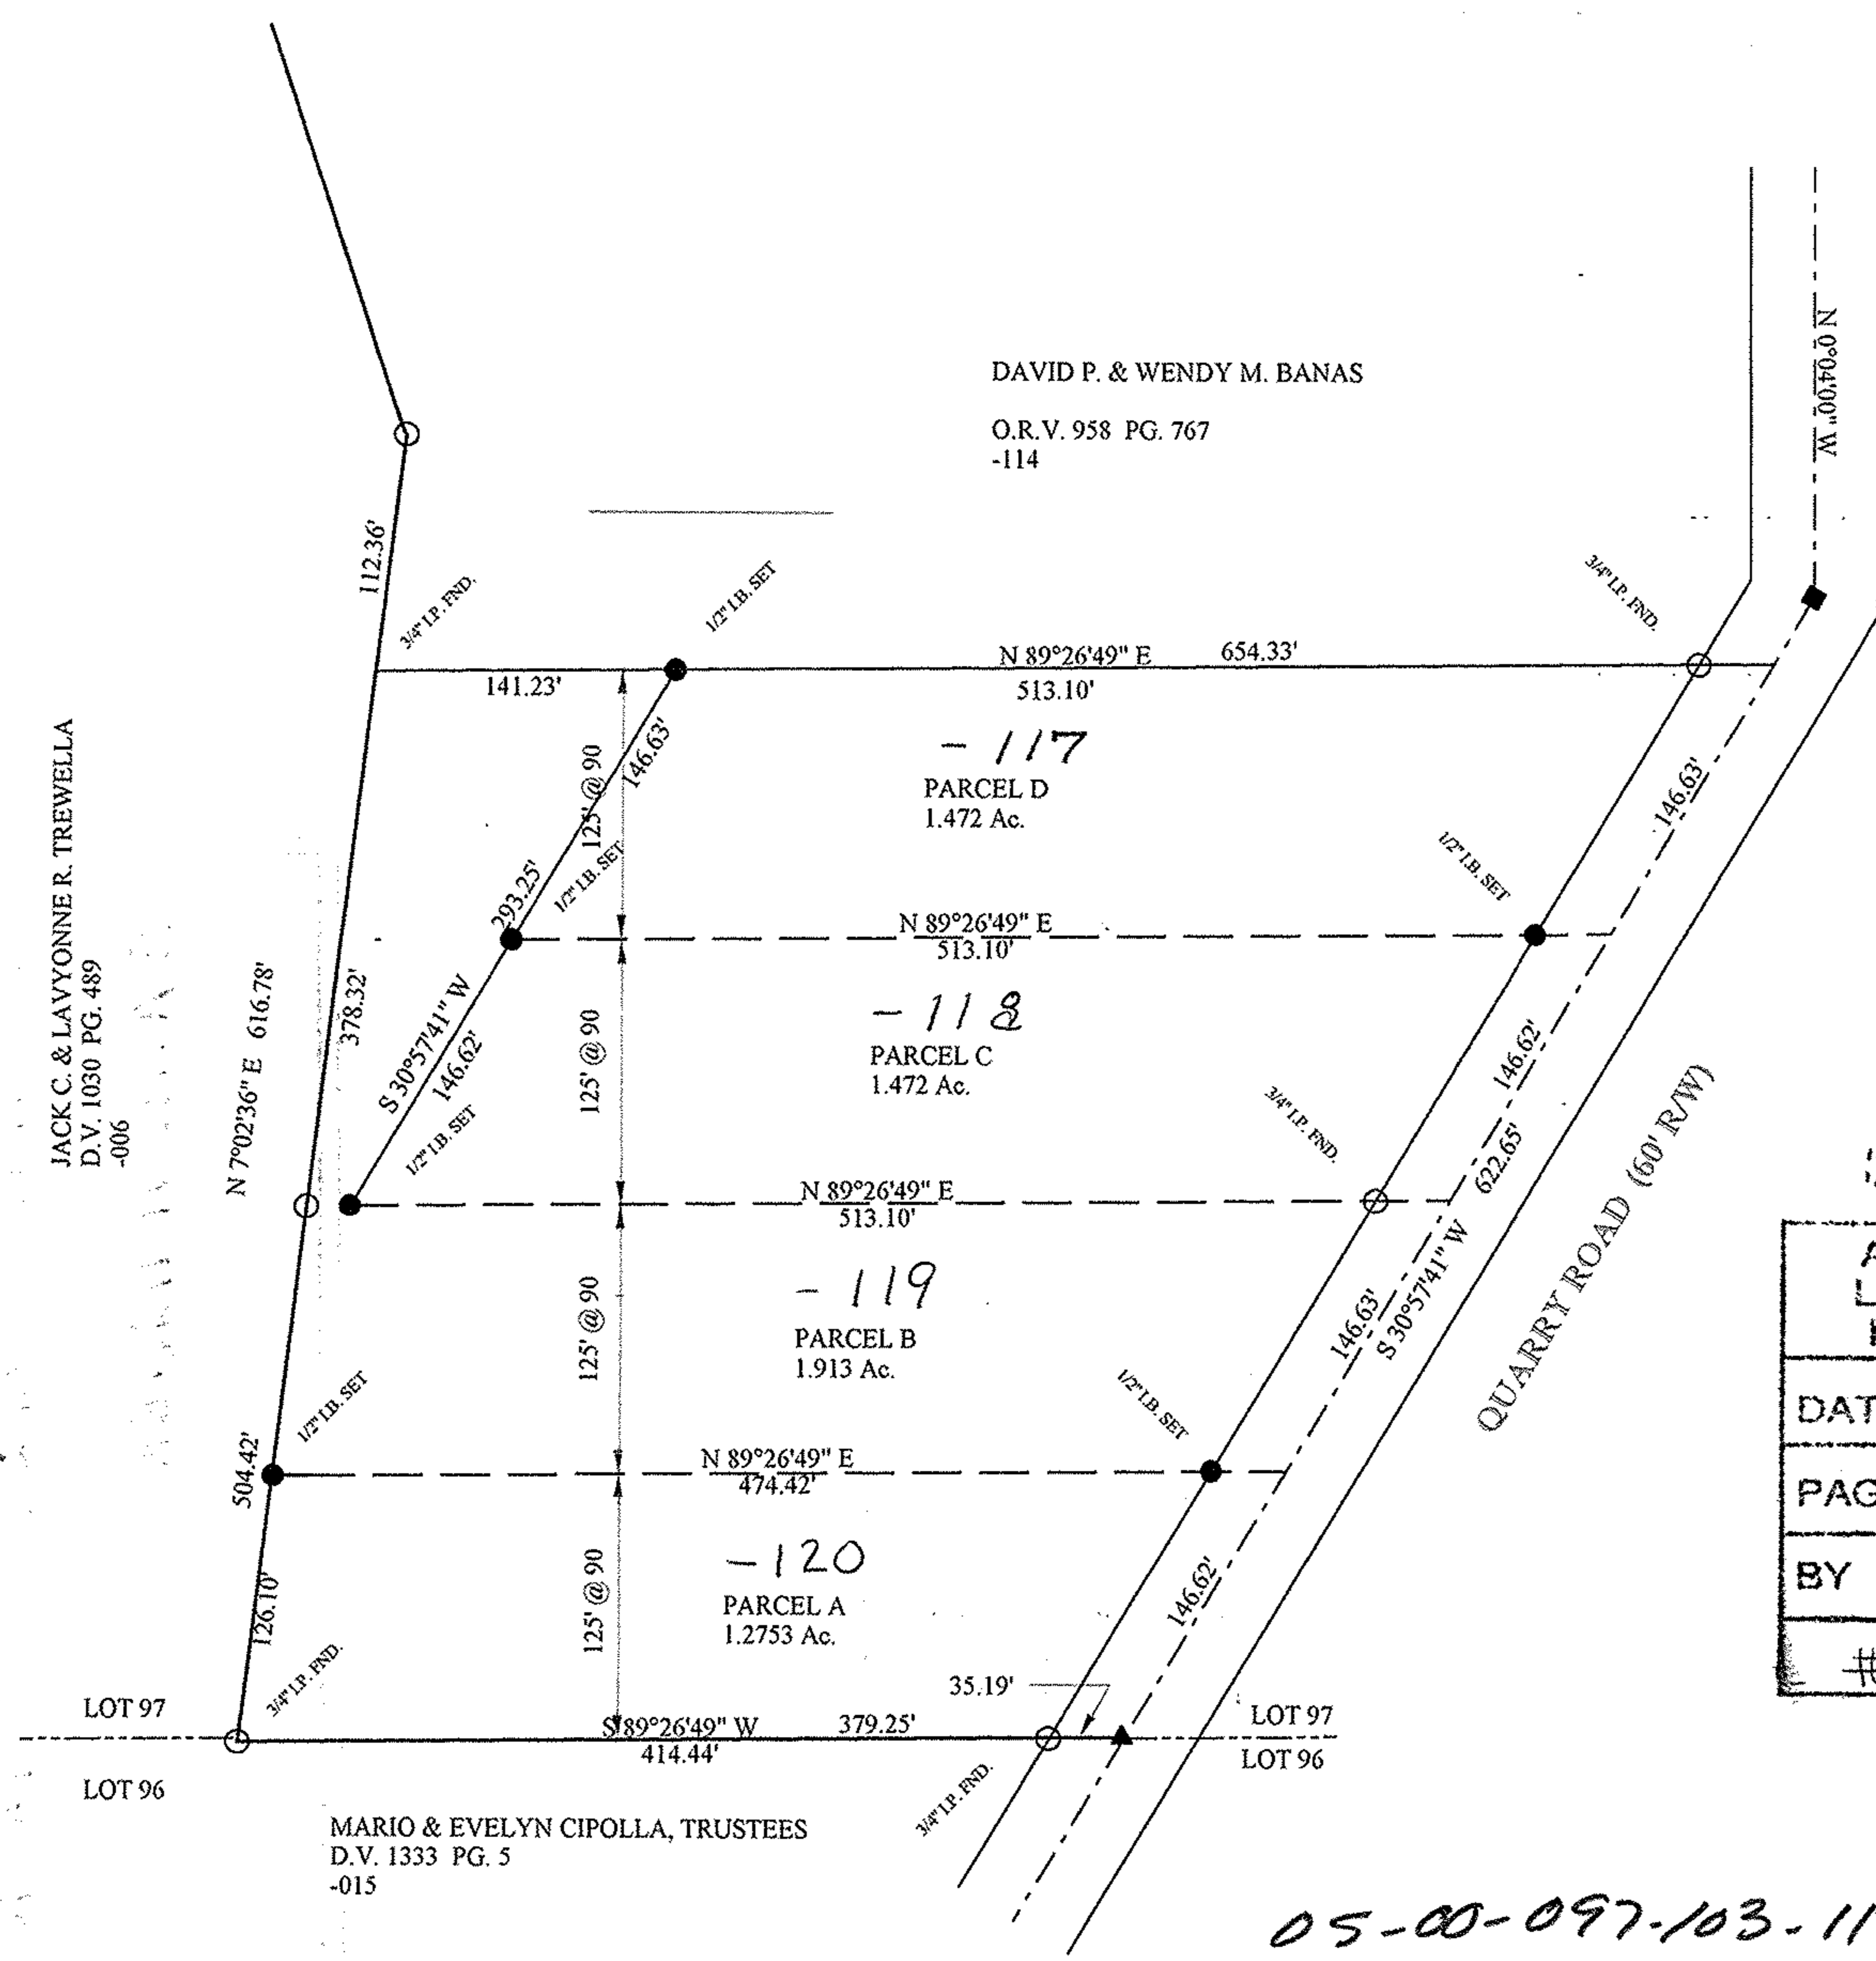 N 0°04'00" W
DAVID P. & WENDY M. BANAS
O.R.V. 958 PG. 767
-114
112.36'
3/4" I.P. FND.
1/2" I.B. SET
3/4" I.P. FND.
N 89°26'49" E 654.33'
141.23'
513.10'
JACK C. & LAVYONNE R. TREWELLA
D.V. 1030 PG. 489
-006
N 7°02'36" E 616.78'
378.32'
146.63'
125' @ 90
293.25'
1/2" I.B. SET
- 117
PARCEL D
1.472 Ac.
146.63'
1/2" I.B. SET
N 89°26'49" E
513.10'
S 30°57'41" W
146.62'
1/2" I.B. SET
125' @ 90
- 118
PARCEL C
1.472 Ac.
146.62'
3/4" I.P. FND.
622.65'
QUARRY ROAD (60' R/W)
N 89°26'49" E
513.10'
125' @ 90
- 119
PARCEL B
1.913 Ac.
146.63'
S 30°57'41" W
1/2" I.B. SET
1/2" I.B. SET
504.42'
N 89°26'49" E
474.42'
126.10'
125' @ 90
-120
PARCEL A
1.2753 Ac.
146.62'
35.19'
3/4" I.P. FND.
LOT 97
LOT 96
S 89°26'49" W 379.25'
414.44'
LOT 97
LOT 96
3/4" I.P. FND.
MARIO & EVELYN CIPOLLA, TRUSTEES
D.V. 1333 PG. 5
-015
DAT
PAG
BY
05-00-097-103-11